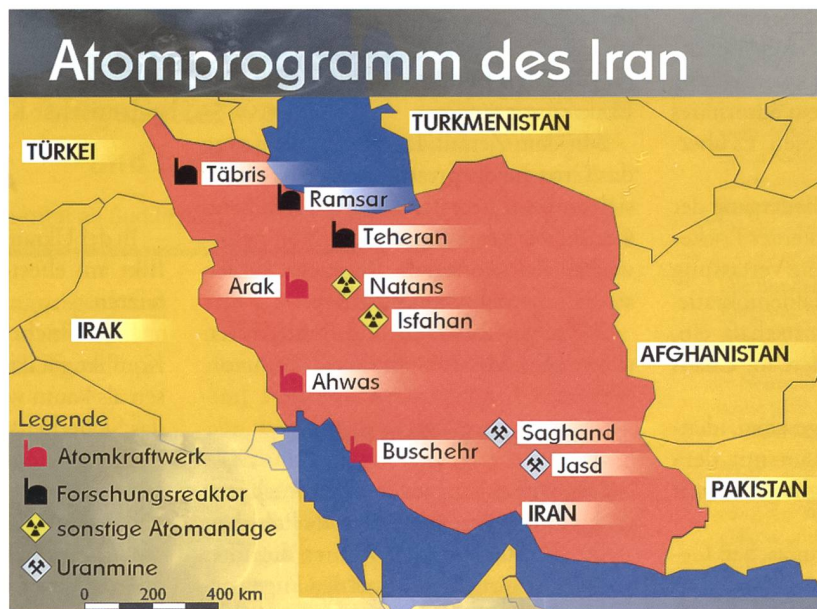 Atomprogramm des Iran
TURKMENISTAN
TÜRKEI
Täbris
Ramsar
Teheran
Arak
Natans
Isfahan
IRAK
AFGHANISTAN
Ahwas
Legende
Saghand
Buschehr
Atomkraftwerk
Jasd
Forschungsreaktor
PAKISTAN
IRAN
sonstige Atomanlage
Uranmine
0 200 400 km